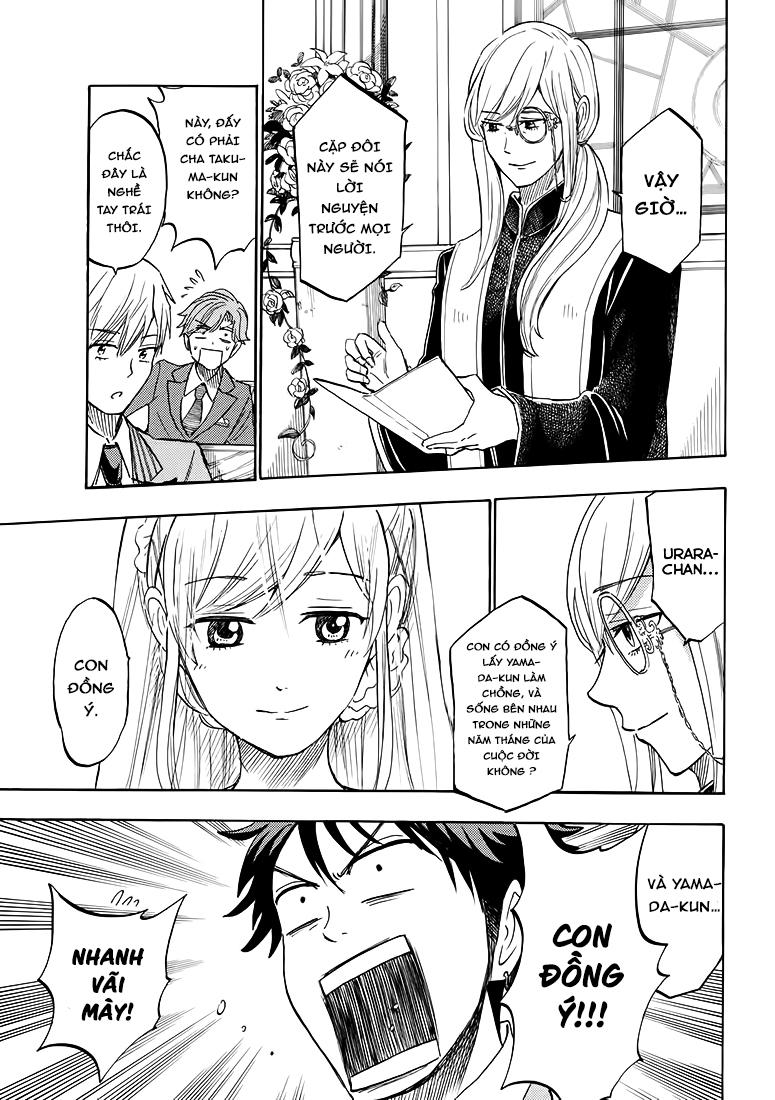 VẬY
GIỜ...
CẶP ĐÔI
NÀY SẼ NÓI
LỜI
NGUYỆN
TRƯỚC MỌI
NGƯỜI.
NÀY, ĐẤY
CÓ PHẢI
CHA TAKU-
MA-KUN
KHÔNG?
CHẮC
ĐÂY LÀ
NGHỀ
TAY TRÁI
THÔI.
URARA-
CHAN...
CON CÓ ĐỒNG Ý
LẤY YAMA-
DA-KUN LÀM
CHỒNG, VÀ
SỐNG BÊN NHAU
TRONG NHỮNG
NĂM THÁNG CỦA
CUỘC ĐỜI
KHÔNG ?
CON
ĐỒNG
Ý.
VÀ YAMA-
DA-KUN...
CON
ĐỒNG
Ý!!!
NHANH
VÃI
MÀY!